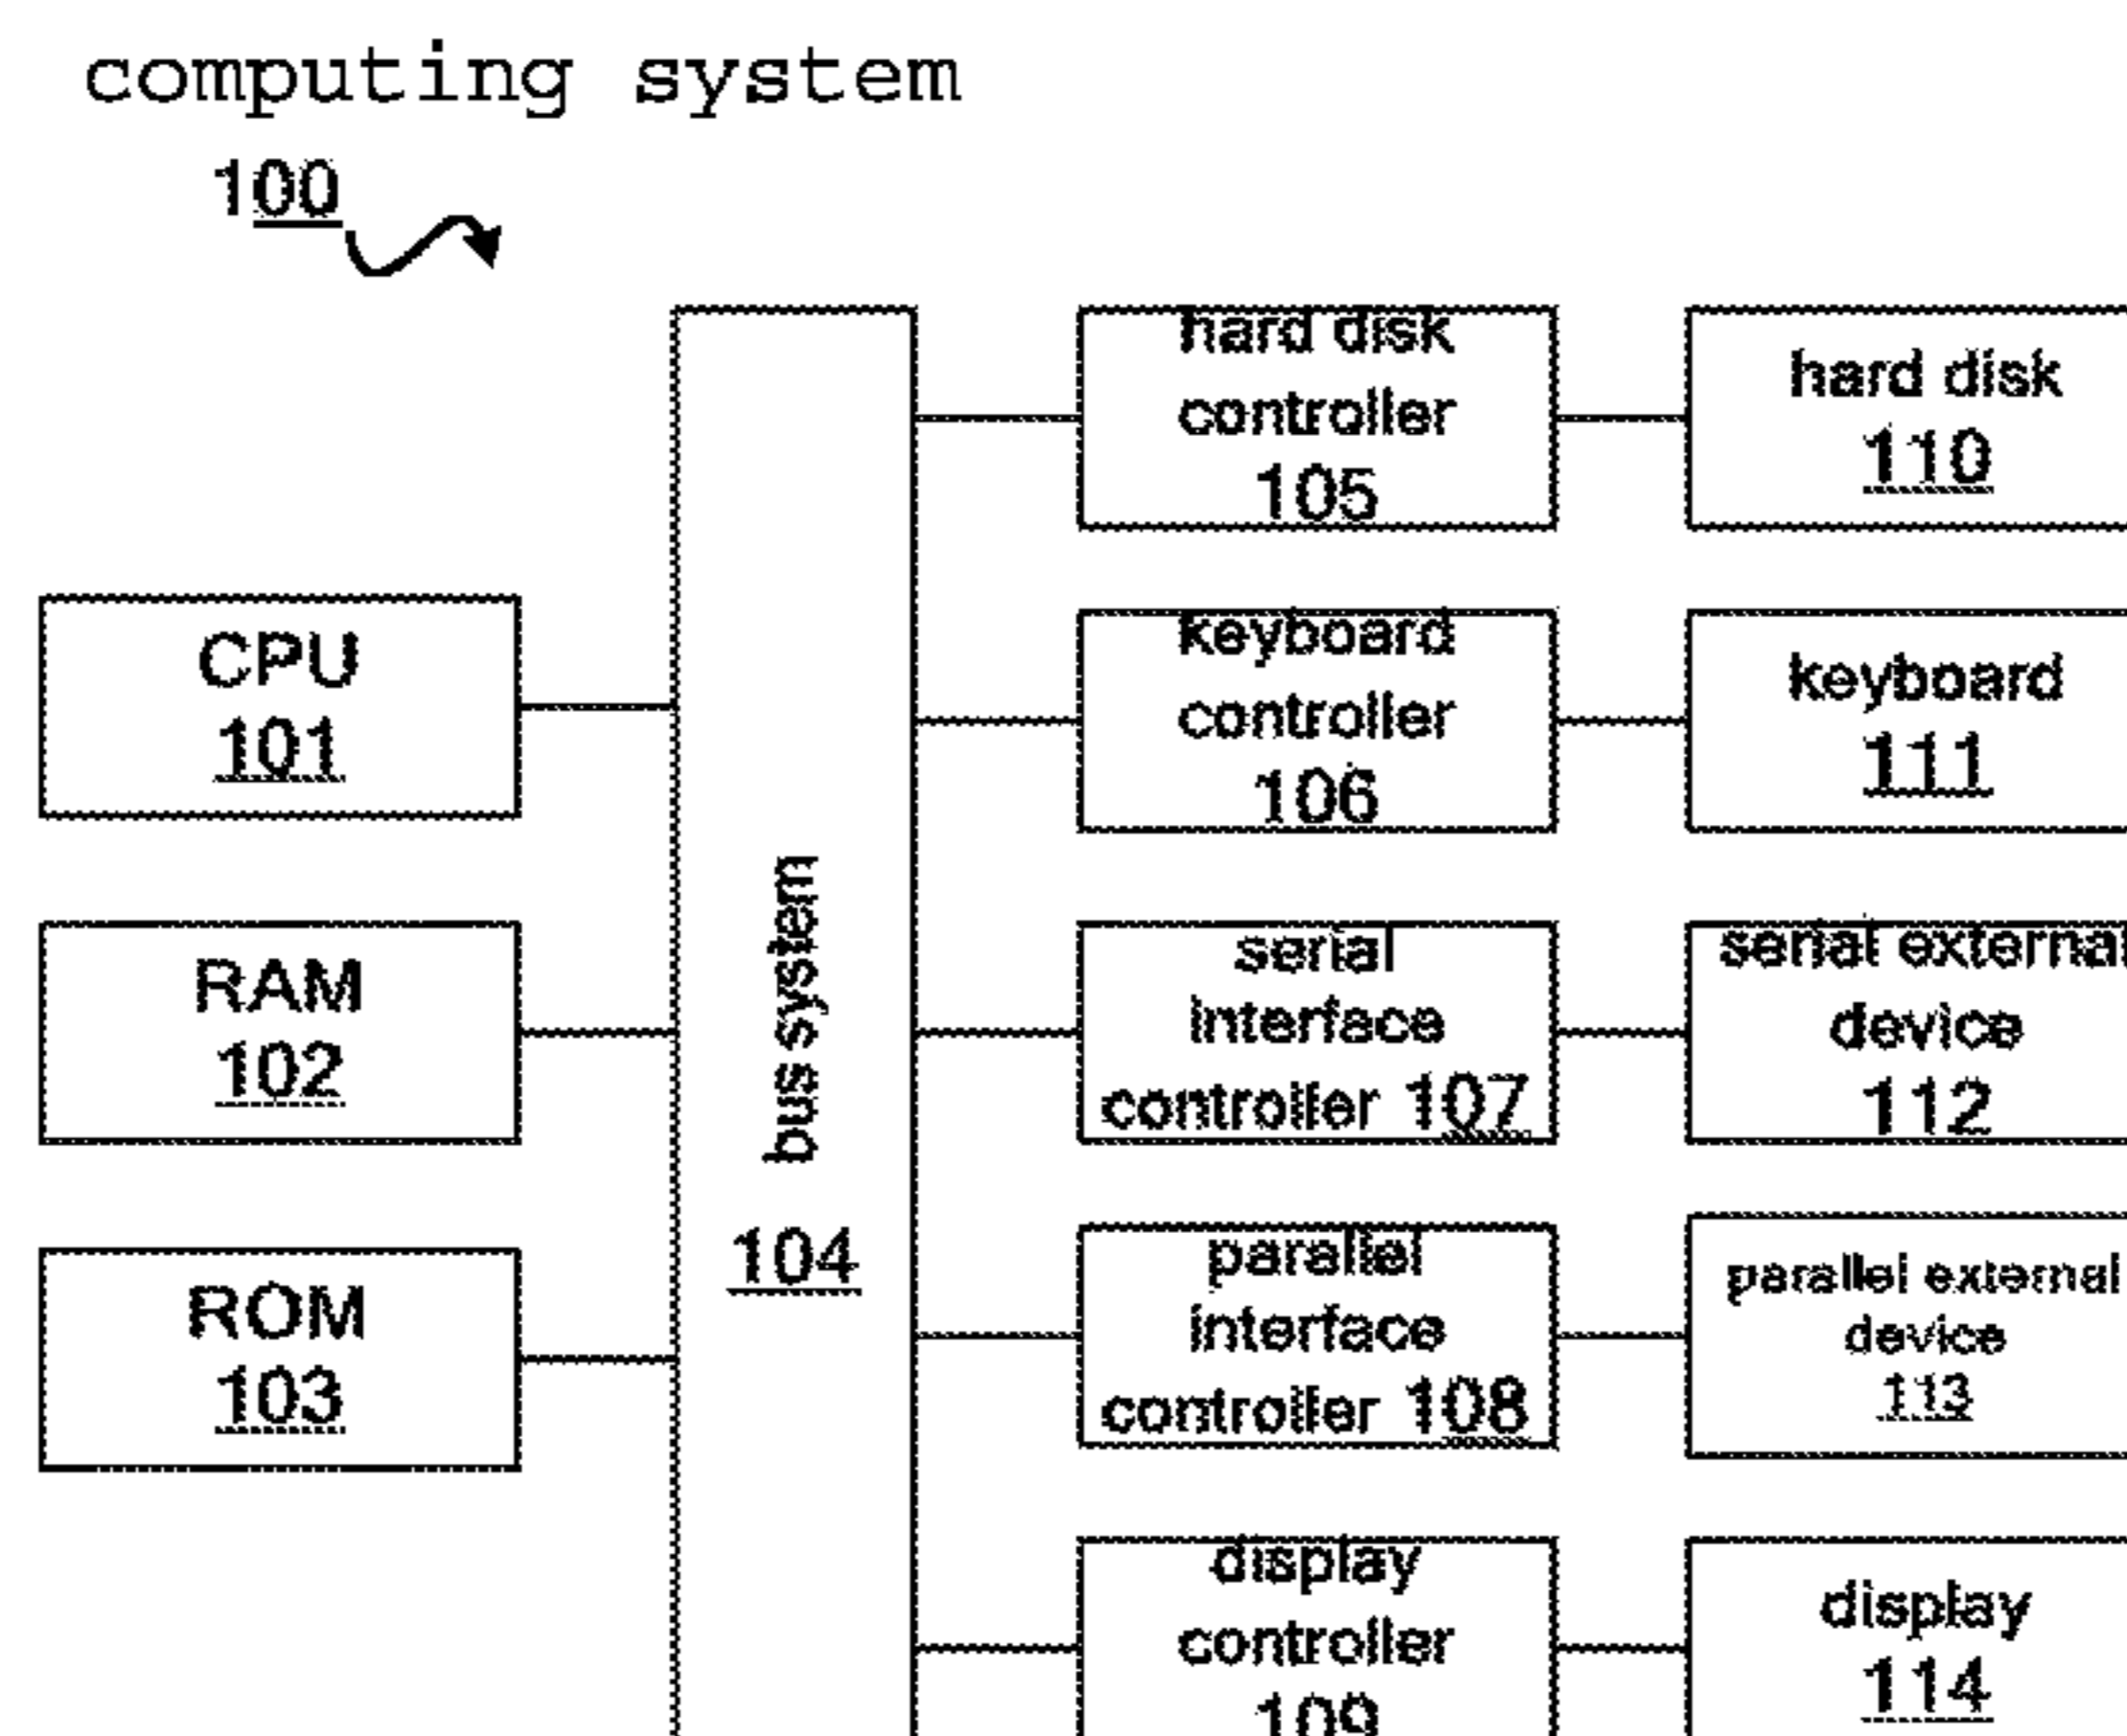 computing system
100
CPU
101
RAM
102
ROM
103
bus system
104
hard disk
controller
105
keyboard
controller
106
serial
interface
controller 107
parallel
interface
controller 108
display
controller
109
hard disk
110
keyboard
111
serial external
device
112
parallel external
device
113
display
114